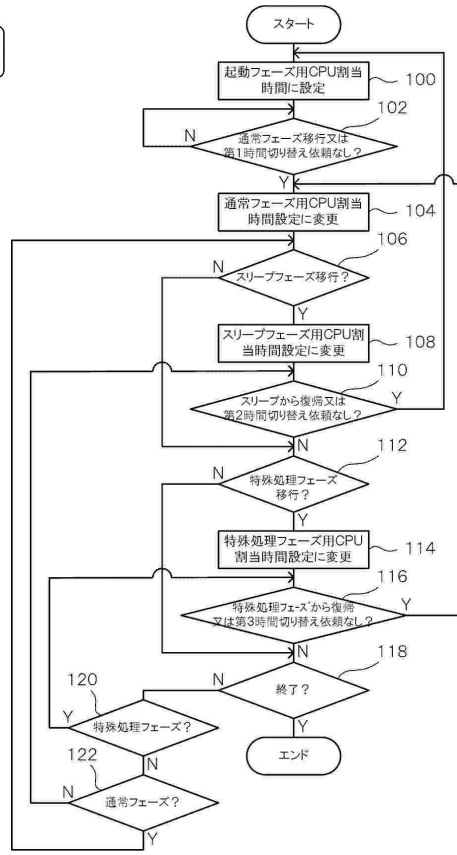 スタート
起動フェーズ用CPU割当
時間に設定
100
102
通常フェーズ移行又は
第1時間切り替え依頼なし？
N
Y
通常フェーズ用CPU割当
時間設定に変更
104
106
N
スリープフェーズ移行？
Y
スリープフェーズ用CPU割
当時間設定に変更
108
110
スリープから復帰又は
第2時間切り替え依頼なし？
Y
N
112
N
特殊処理フェーズ
移行？
Y
特殊処理フェーズ用CPU
割当時間設定に変更
114
116
特殊処理フェーズから復帰
又は第3時間切り替え依頼なし？
Y
N
118
N
終了？
Y
エンド
120
Y
特殊処理フェーズ？
N
122
N
通常フェーズ？
Y